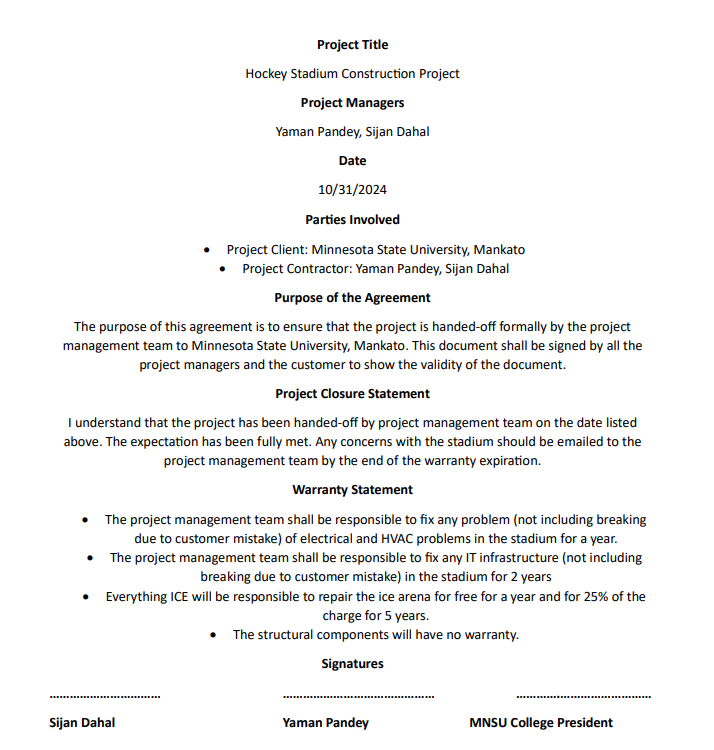 Project Title
Hockey Stadium Construction Project
Project Managers
Yaman Pandey, Sijan Dahal
Date
10/31/2024
Parties Involved
• Project Client: Minnesota State University, Mankato
• Project Contractor: Yaman Pandey, Sijan Dahal
Purpose of the Agreement
The purpose of this agreement is to ensure that the project is handed-off formally by the project
management team to Minnesota State University, Mankato. This document shall be signed by all the
project managers and the customer to show the validity of the document.
Project Closure Statement
I understand that the project has been handed-off by project management team on the date listed
above. The expectation has been fully met. Any concerns with the stadium should be emailed to the
project management team by the end of the warranty expiration.
Warranty Statement
• The project management team shall be responsible to fix any problem (not including breaking
due to customer mistake) of electrical and HVAC problems in the stadium for a year.
• The project management team shall be responsible to fix any IT infrastructure (not including
breaking due to customer mistake) in the stadium for 2 years
• Everything ICE will be responsible to repair the ice arena for free for a year and for 25% of the
charge for 5 years.
• The structural components will have no warranty.
Signatures
................................. ............................................. ........................................
Sijan Dahal Yaman Pandey MNSU College President